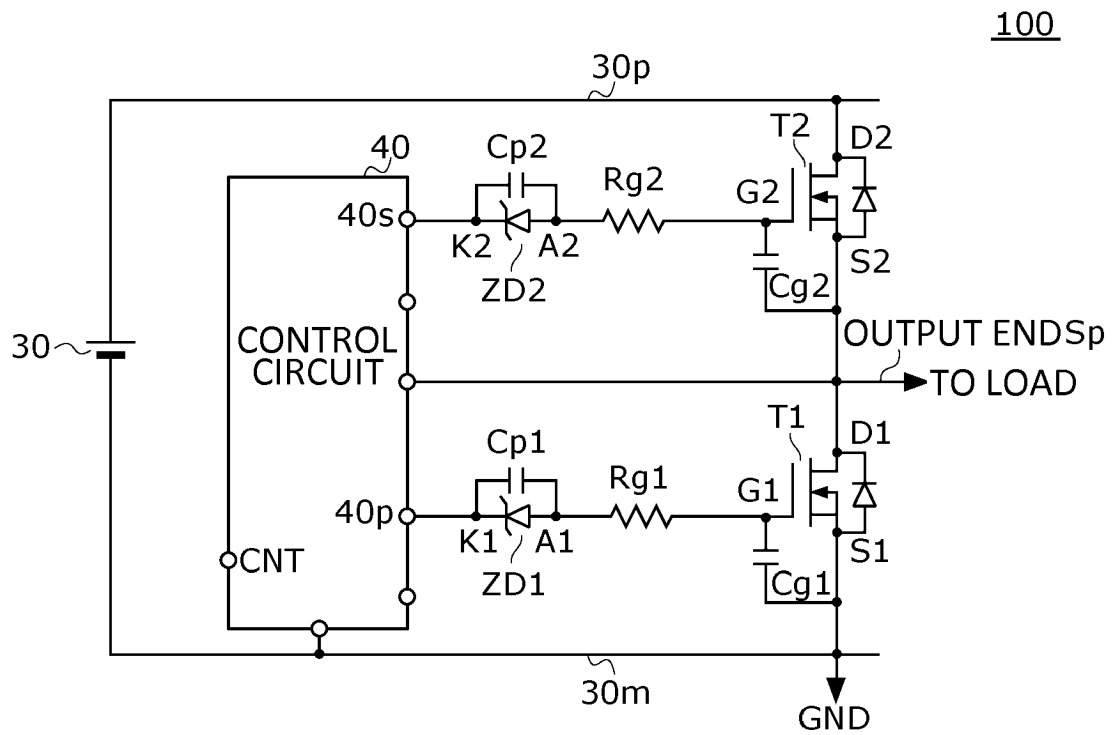 100
30p
T2
D2
40
Cp2
Rg2
G2
40s
K2
A2
S2
ZD2
Cg2
30
CONTROL
CIRCUIT
OUTPUT ENDSp
TO LOAD
T1
D1
Cp1
Rg1
G1
40p
K1
A1
S1
CNT
ZD1
Cg1
30m
GND